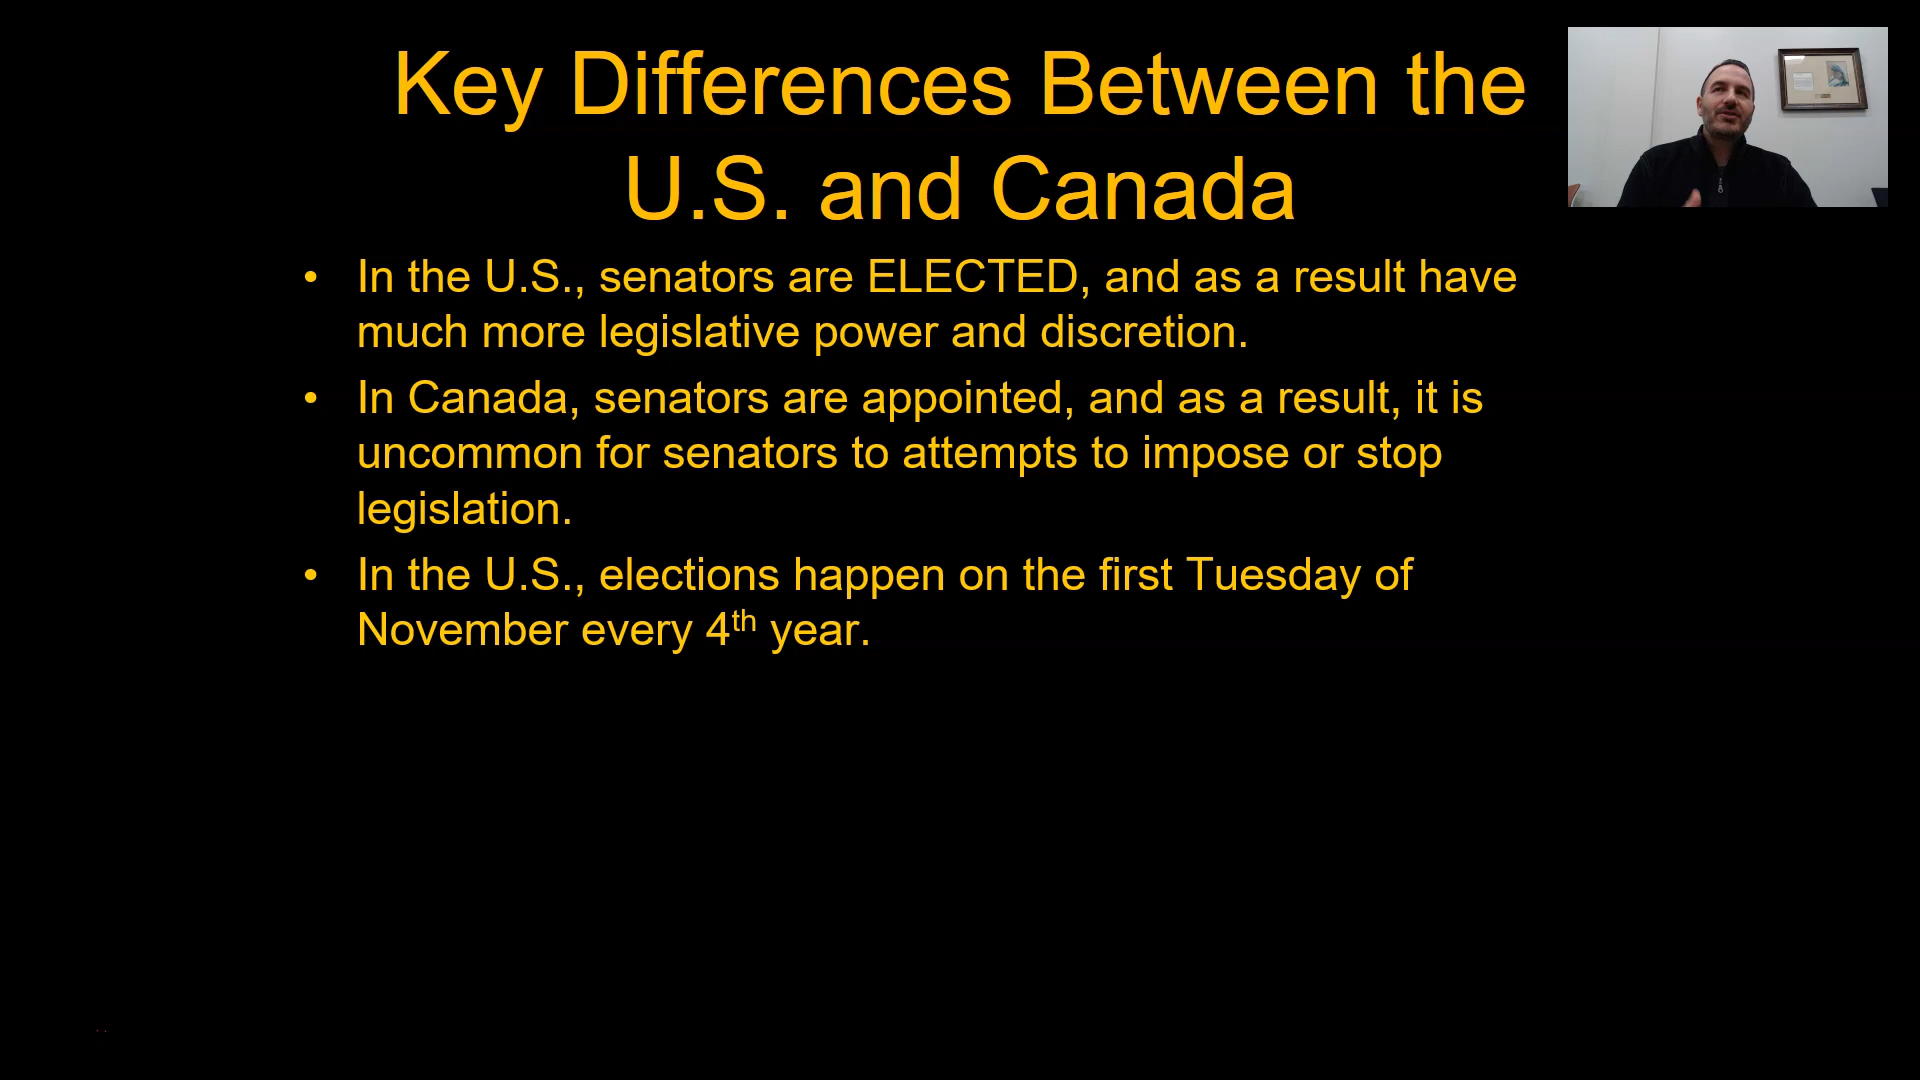 Key Differences Between the
U.S. and Canada
• In the U.S., senators are ELECTED, and as a result have
much more legislative power and discretion.
• In Canada, senators are appointed, and as a result, it is
uncommon for senators to attempts to impose or stop
legislation.
• In the U.S., elections happen on the first Tuesday of
November every 4th year.